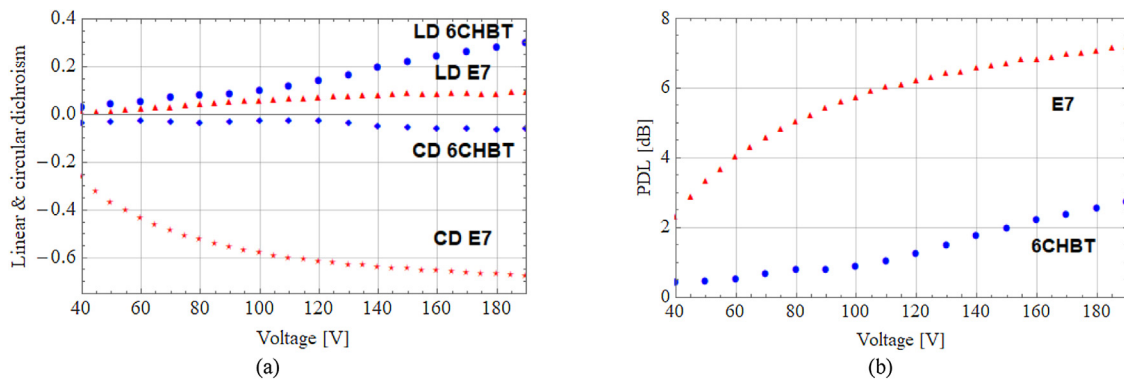 Linear & circular dichroism
0.4
0.2
0.0
−0.2
−0.4
−0.6
LD 6CHBT
LD E7
CD 6CHBT
CD E7
40 60 80 100 120 140 160 180
Voltage [V]
(a)
PDL [dB]
8
6
4
2
0
E7
6CHBT
40 60 80 100 120 140 160 180
Voltage [V]
(b)